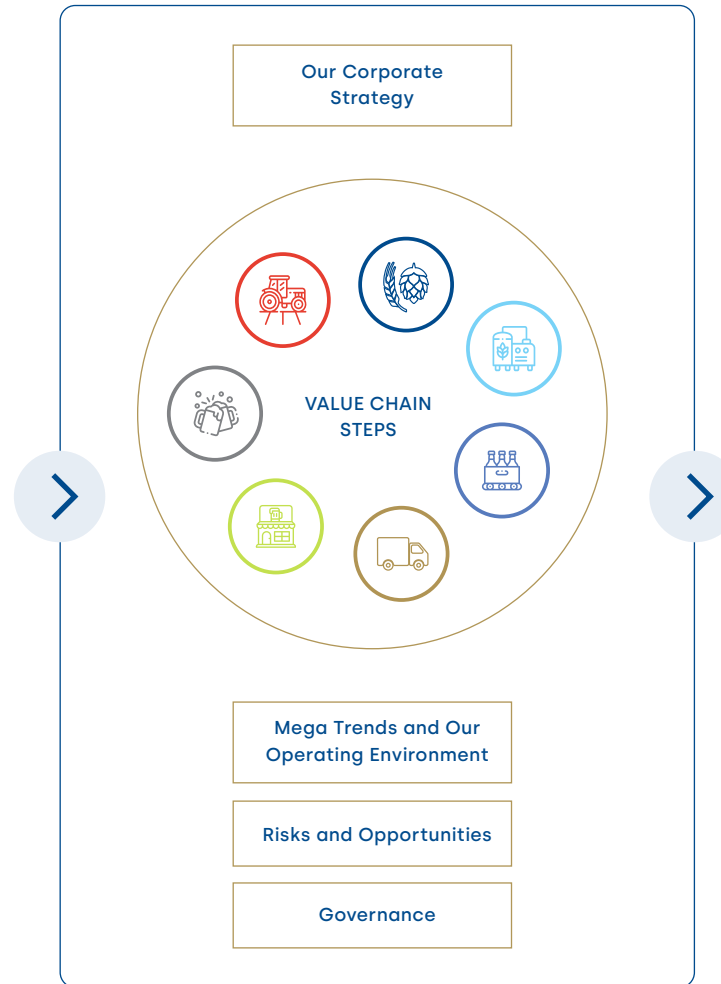 Our Corporate
Strategy
VALUE CHAIN
STEPS
Mega Trends and Our
Operating Environment
Risks and Opportunities
Governance